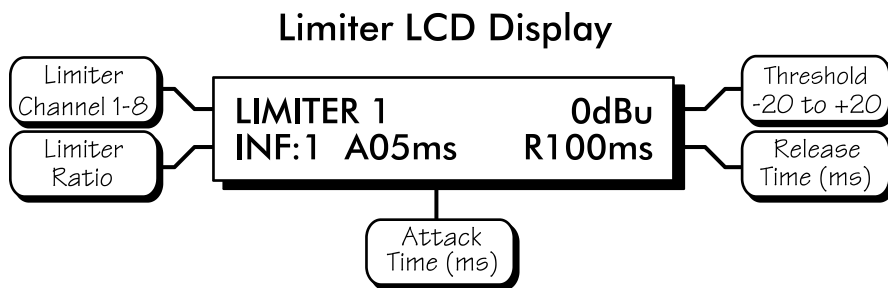 Limiter LCD Display
Limiter
Channel 1-8
Threshold
-20 to +20
LIMITER 1 0dBu
INF:1 A05ms R100ms
Limiter
Ratio
Release
Time (ms)
Attack
Time (ms)